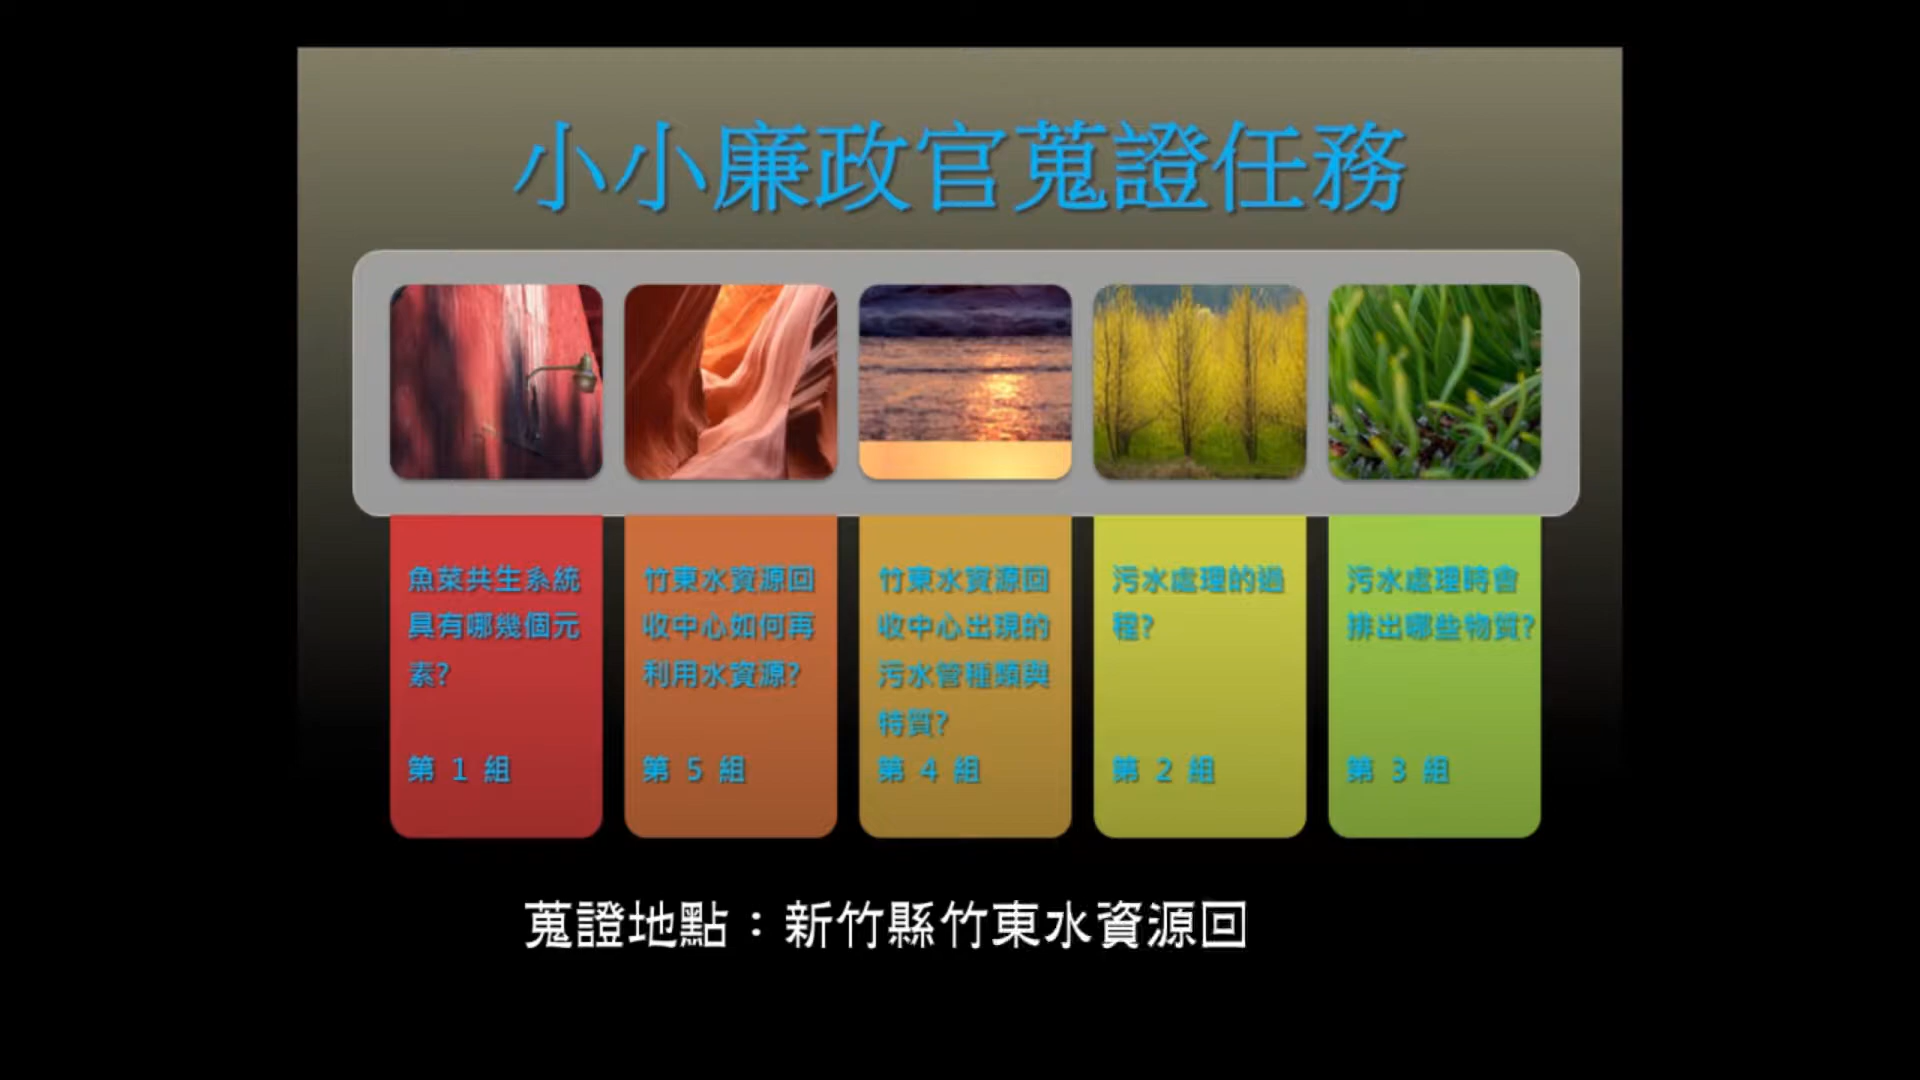 小小廉政官蒐證任務
魚菜共生系統
具有哪幾個元
素?
第 1 組
竹東水資源回
收中心如何再
利用水資源?
第 5 組
竹東水資源回
收中心出現的
污水管種類與
特質?
第 4 組
污水處理的過
程?
第 2 組
污水處理時會
排出哪些物質?
第 3 組
蒐證地點：新竹縣竹東水資源回